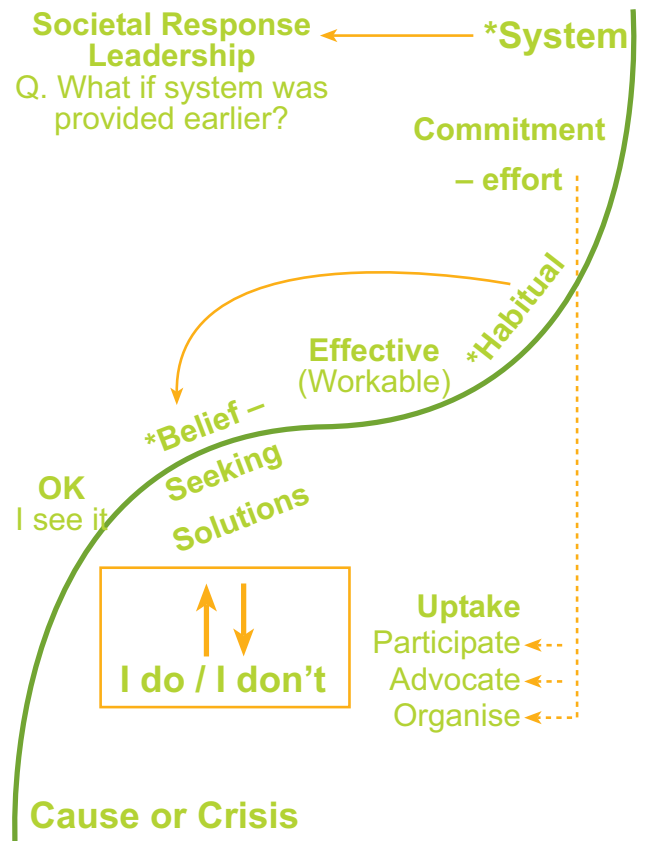 Societal Response
Leadership
Q. What if system was
provided earlier?
*System
Commitment
– effort
*Habitual
Effective
(Workable)
*Belief –
Seeking
Solutions
OK
I see it
I do / I don’t
Uptake
Participate
Advocate
Organise
Cause or Crisis